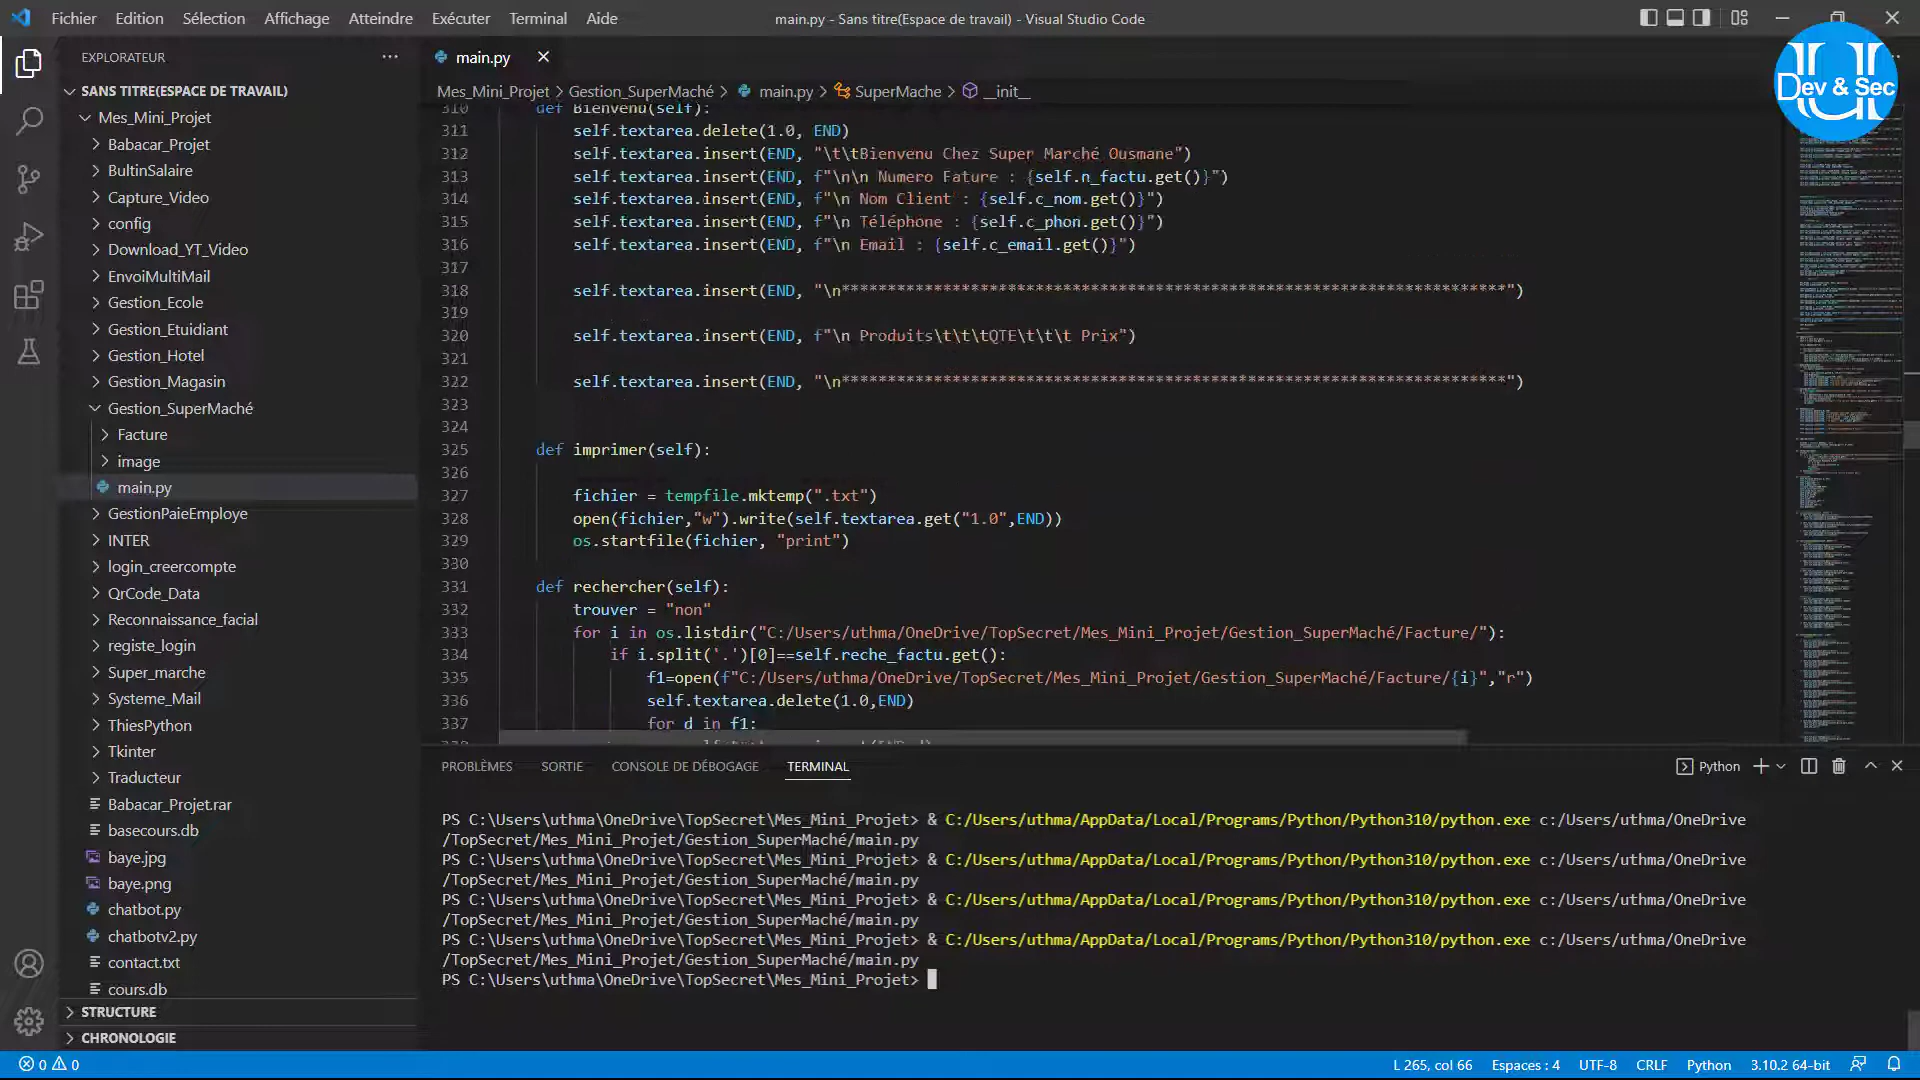 Fichier Edition Sélection Affichage Atteindre Exécuter Terminal Aide
main.py - Sans titre(Espace de travail) - Visual Studio Code
Dev & Sec
EXPLORATEUR
SANS TITRE(ESPACE DE TRAVAIL)
Mes_Mini_Projet
Babacar_Projet
BultinSalaire
Capture_Video
config
Download_YT_Video
EnvoiMultiMail
Gestion_Ecole
Gestion_Etuidiant
Gestion_Hotel
Gestion_Magasin
Gestion_SuperMaché
Facture
image
main.py
GestionPaieEmploye
INTER
login_creercompte
QrCode_Data
Reconnaissance_facial
registe_login
Super_marche
Systeme_Mail
ThiesPython
Tkinter
Traducteur
Babacar_Projet.rar
basecours.db
baye.jpg
baye.png
chatbot.py
chatbotv2.py
contact.txt
cours.db
STRUCTURE
CHRONOLOGIE
main.py
Mes_Mini_Projet > Gestion_SuperMaché > main.py > SuperMache > __init__
310 def Bienvenu(self):
311 self.textarea.delete(1.0, END)
312 self.textarea.insert(END, "\t\tBienvenu Chez Super Marché Ousmane")
313 self.textarea.insert(END, f"\n\n Numero Fature : {self.n_factu.get()}")
314 self.textarea.insert(END, f"\n Nom Client : {self.c_nom.get()}")
315 self.textarea.insert(END, f"\n Téléphone : {self.c_phon.get()}")
316 self.textarea.insert(END, f"\n Email : {self.c_email.get()}")
317
318 self.textarea.insert(END, "\n************************************************************************")
319
320 self.textarea.insert(END, f"\n Produits\t\t\tQTE\t\t\t Prix")
321
322 self.textarea.insert(END, "\n************************************************************************")
323
324
325 def imprimer(self):
326
327 fichier = tempfile.mktemp(".txt")
328 open(fichier,"w").write(self.textarea.get("1.0",END))
329 os.startfile(fichier, "print")
330
331 def rechercher(self):
332 trouver = "non"
333 for i in os.listdir("C:/Users/uthma/OneDrive/TopSecret/Mes_Mini_Projet/Gestion_SuperMaché/Facture/"):
334 if i.split('.')[0]==self.reche_factu.get():
335 f1=open(f"C:/Users/uthma/OneDrive/TopSecret/Mes_Mini_Projet/Gestion_SuperMaché/Facture/{i}","r")
336 self.textarea.delete(1.0,END)
337 for d in f1:
PROBLÈMES SORTIE CONSOLE DE DÉBOGAGE TERMINAL
Python
PS C:\Users\uthma\OneDrive\TopSecret\Mes_Mini_Projet> & C:/Users/uthma/AppData/Local/Programs/Python/Python310/python.exe c:/Users/uthma/OneDrive
/TopSecret/Mes_Mini_Projet/Gestion_SuperMaché/main.py
PS C:\Users\uthma\OneDrive\TopSecret\Mes_Mini_Projet> & C:/Users/uthma/AppData/Local/Programs/Python/Python310/python.exe c:/Users/uthma/OneDrive
/TopSecret/Mes_Mini_Projet/Gestion_SuperMaché/main.py
PS C:\Users\uthma\OneDrive\TopSecret\Mes_Mini_Projet> & C:/Users/uthma/AppData/Local/Programs/Python/Python310/python.exe c:/Users/uthma/OneDrive
/TopSecret/Mes_Mini_Projet/Gestion_SuperMaché/main.py
PS C:\Users\uthma\OneDrive\TopSecret\Mes_Mini_Projet> & C:/Users/uthma/AppData/Local/Programs/Python/Python310/python.exe c:/Users/uthma/OneDrive
/TopSecret/Mes_Mini_Projet/Gestion_SuperMaché/main.py
PS C:\Users\uthma\OneDrive\TopSecret\Mes_Mini_Projet>
0 0
L 265, col 66 Espaces : 4 UTF-8 CRLF Python 3.10.2 64-bit